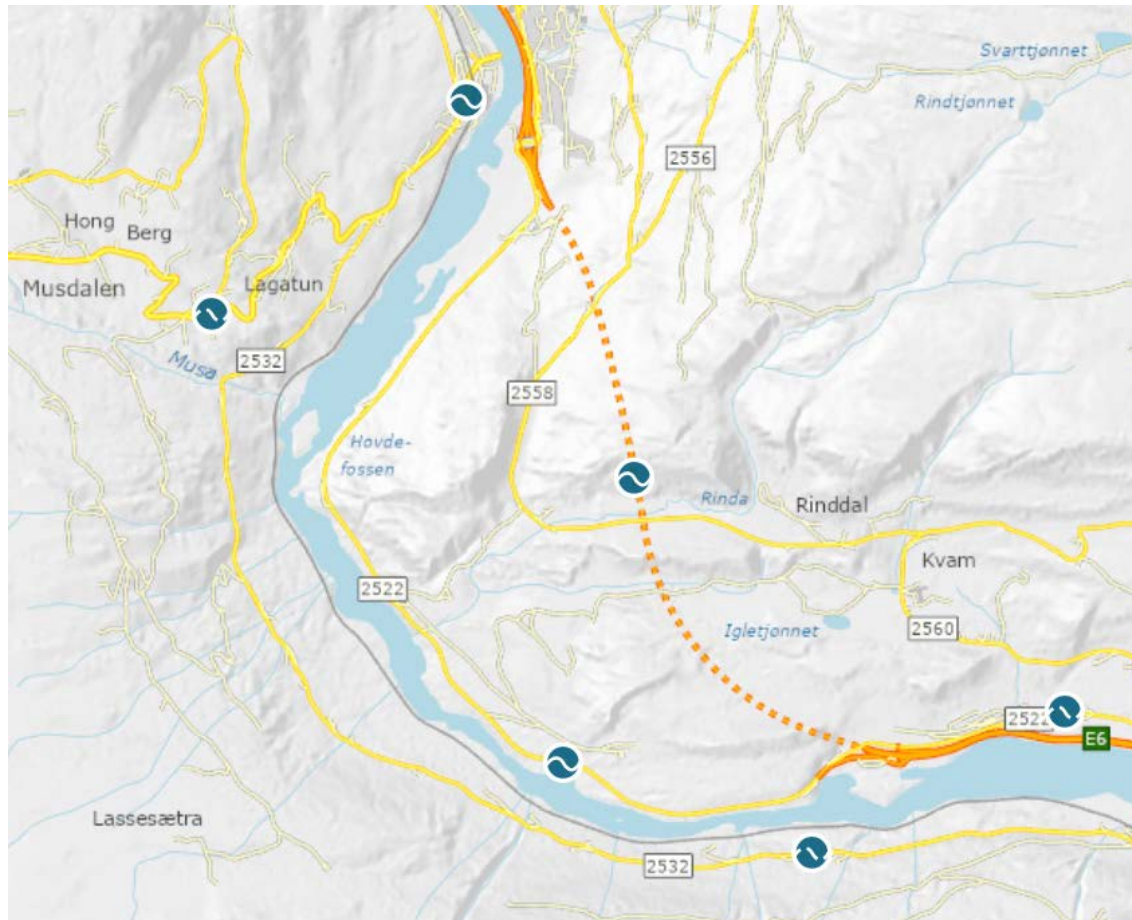 Svarttjønnet
Rindtjønnet
2556
Hong
Berg
Musdalen
Lagatun
Musa
2532
2558
Hovde-
fossen
Rinda
Rinddal
Kvam
2522
Igletjønnet
2560
2522
E6
Lassesætra
2532